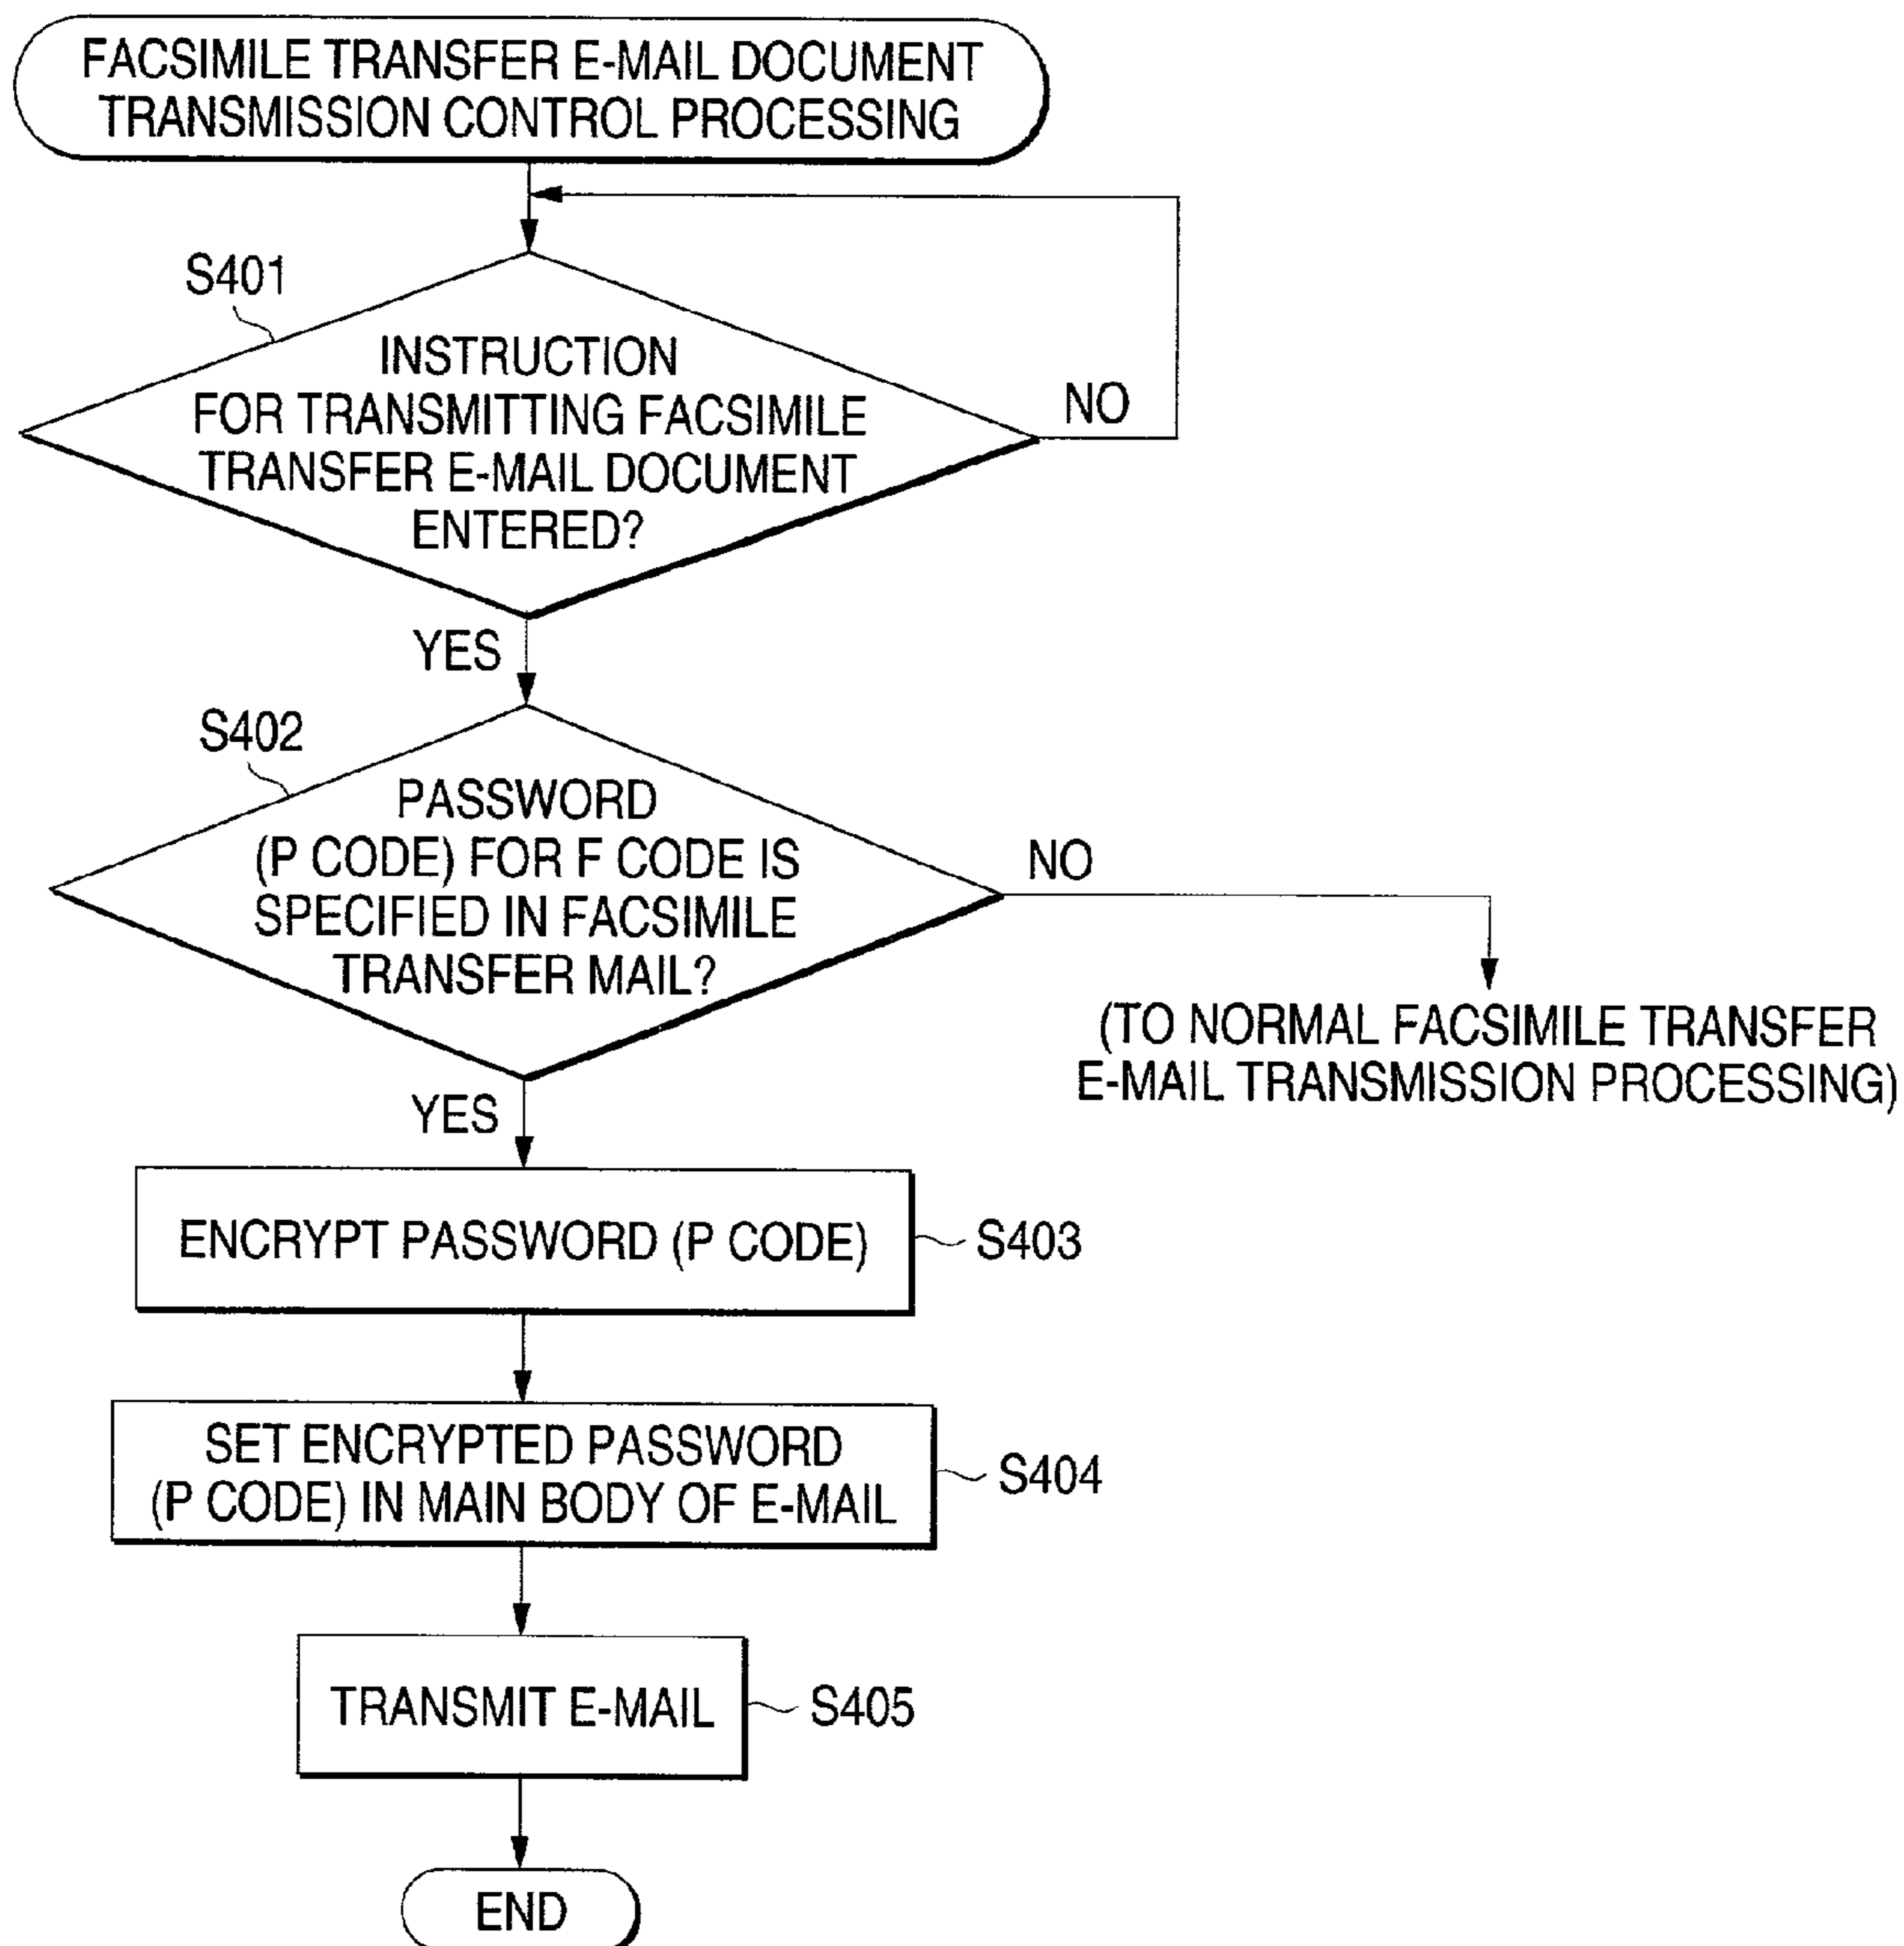 FACSIMILE TRANSFER E-MAIL DOCUMENT
TRANSMISSION CONTROL PROCESSING
S401
INSTRUCTION
FOR TRANSMITTING FACSIMILE
TRANSFER E-MAIL DOCUMENT
ENTERED?
NO
YES
S402
PASSWORD
(P CODE) FOR F CODE IS
SPECIFIED IN FACSIMILE
TRANSFER MAIL?
NO
(TO NORMAL FACSIMILE TRANSFER
E-MAIL TRANSMISSION PROCESSING)
YES
ENCRYPT PASSWORD (P CODE)
S403
SET ENCRYPTED PASSWORD
(P CODE) IN MAIN BODY OF E-MAIL
S404
TRANSMIT E-MAIL
S405
END